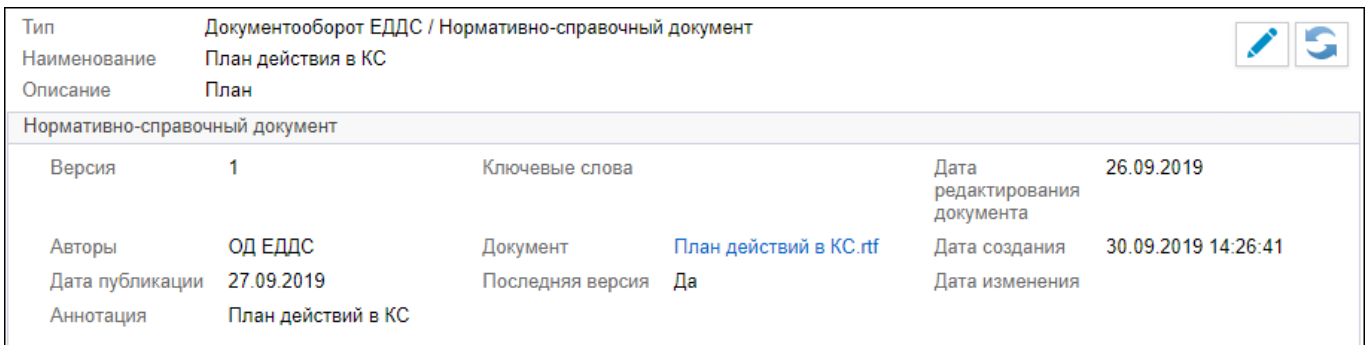 Тип Документооборот ЕДДС / Нормативно-справочный документ
Наименование План действия в КС
Описание План
Нормативно-справочный документ
Версия 1 Ключевые слова Дата редактирования документа 26.09.2019
Авторы ОД ЕДДС Документ План действий в КС.rtf Дата создания 30.09.2019 14:26:41
Дата публикации 27.09.2019 Последняя версия Да Дата изменения
Аннотация План действий в КС